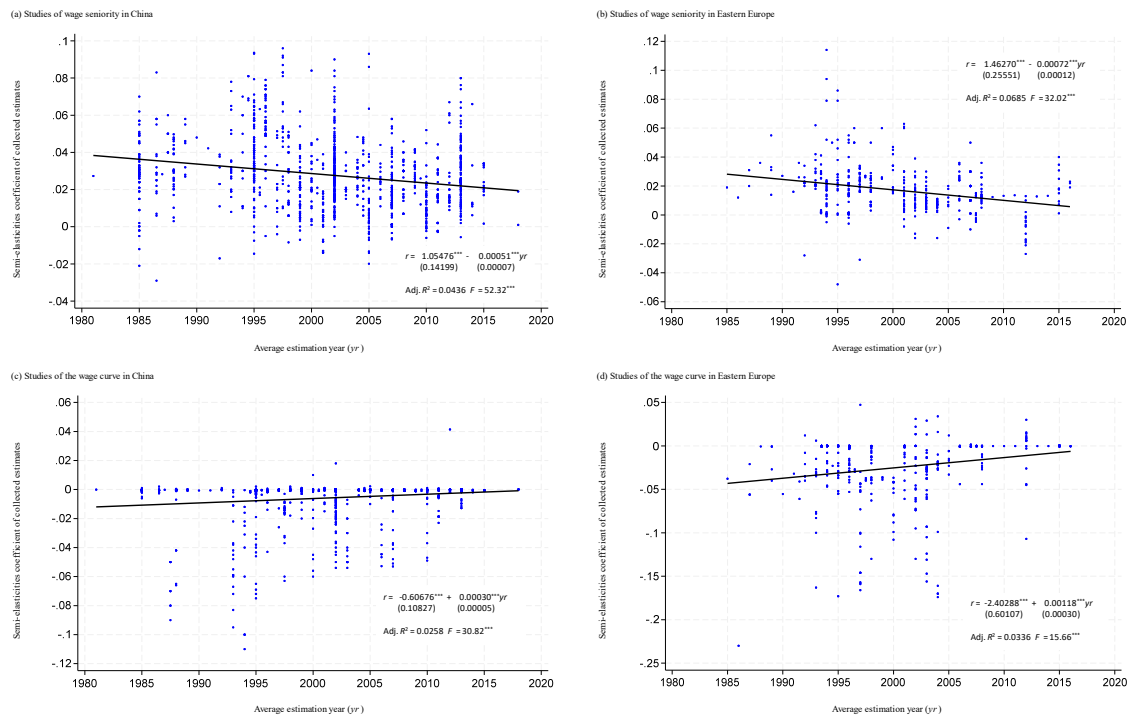 (a) Studies of wage seniority in China
Semi-elasticities coefficient of collected estimates
.1
.08
.06
.04
.02
0
-.02
-.04
r = 1.05476*** - 0.00051***yr
(0.14199) (0.00007)
Adj. R² = 0.0436 F = 52.32***
1980 1985 1990 1995 2000 2005 2010 2015 2020
Average estimation year (yr)
(b) Studies of wage seniority in Eastern Europe
Semi-elasticities coefficient of collected estimates
.12
.1
.08
.06
.04
.02
0
-.02
-.04
-.06
r = 1.46270*** - 0.00072***yr
(0.25551) (0.00012)
Adj. R² = 0.0685 F = 32.02***
1980 1985 1990 1995 2000 2005 2010 2015 2020
Average estimation year (yr)
(c) Studies of the wage curve in China
Semi-elasticities coefficient of collected estimates
.06
.04
.02
0
-.02
-.04
-.06
-.08
-.1
-.12
r = -0.60676*** + 0.00030***yr
(0.10827) (0.00005)
Adj. R² = 0.0258 F = 30.82***
1980 1985 1990 1995 2000 2005 2010 2015 2020
Average estimation year (yr)
(d) Studies of the wage curve in Eastern Europe
Semi-elasticities coefficient of collected estimates
.05
0
-.05
-.1
-.15
-.2
-.25
r = -2.40288*** + 0.00118***yr
(0.60107) (0.00030)
Adj. R² = 0.0336 F = 15.66***
1980 1985 1990 1995 2000 2005 2010 2015 2020
Average estimation year (yr)